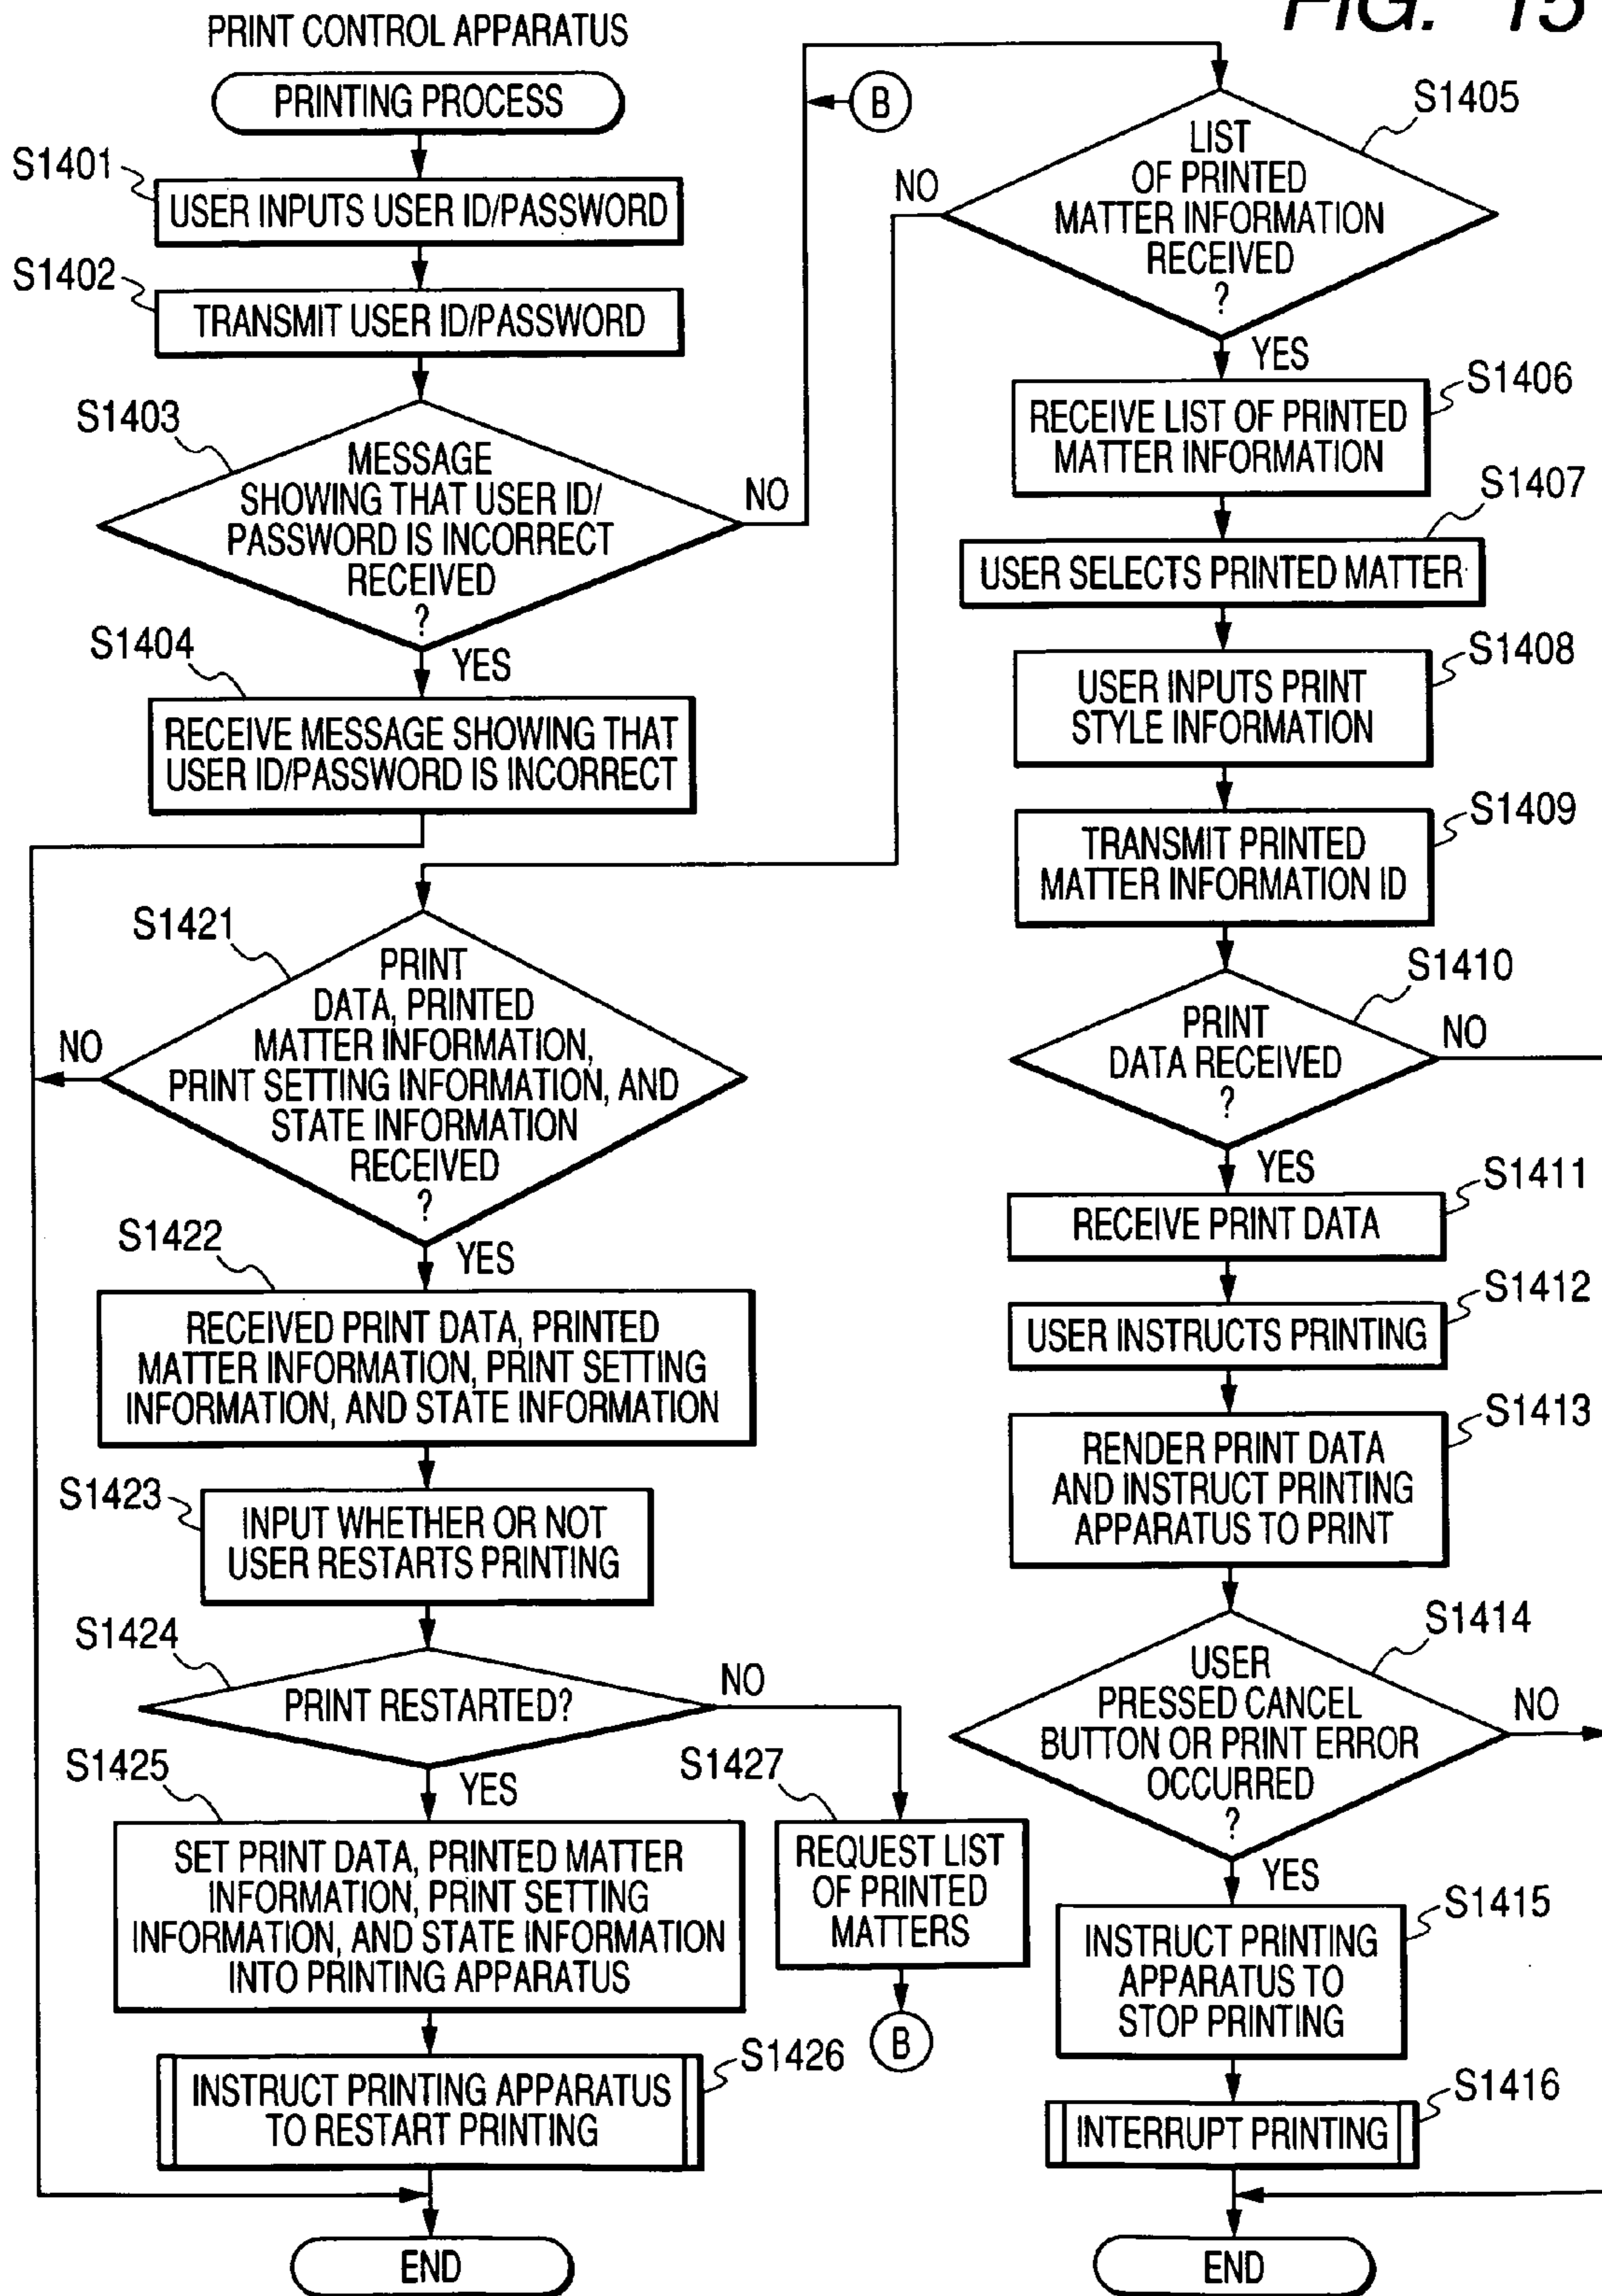 FIG. 15
PRINT CONTROL APPARATUS
PRINTING PROCESS
S1401
USER INPUTS USER ID/PASSWORD
S1402
TRANSMIT USER ID/PASSWORD
S1403
MESSAGE
SHOWING THAT USER ID/
PASSWORD IS INCORRECT
RECEIVED
?
NO
YES
S1404
RECEIVE MESSAGE SHOWING THAT
USER ID/PASSWORD IS INCORRECT
S1421
PRINT
DATA, PRINTED
MATTER INFORMATION,
PRINT SETTING INFORMATION, AND
STATE INFORMATION
RECEIVED
?
NO
YES
S1422
RECEIVED PRINT DATA, PRINTED
MATTER INFORMATION, PRINT SETTING
INFORMATION, AND STATE INFORMATION
S1423
INPUT WHETHER OR NOT
USER RESTARTS PRINTING
S1424
PRINT RESTARTED?
NO
YES
S1425
SET PRINT DATA, PRINTED MATTER
INFORMATION, PRINT SETTING
INFORMATION, AND STATE INFORMATION
INTO PRINTING APPARATUS
S1426
INSTRUCT PRINTING APPARATUS
TO RESTART PRINTING
END
S1427
REQUEST LIST
OF PRINTED
MATTERS
B
B
S1405
LIST
OF PRINTED
MATTER INFORMATION
RECEIVED
?
NO
YES
S1406
RECEIVE LIST OF PRINTED
MATTER INFORMATION
S1407
USER SELECTS PRINTED MATTER
S1408
USER INPUTS PRINT
STYLE INFORMATION
S1409
TRANSMIT PRINTED
MATTER INFORMATION ID
S1410
PRINT
DATA RECEIVED
?
NO
YES
S1411
RECEIVE PRINT DATA
S1412
USER INSTRUCTS PRINTING
S1413
RENDER PRINT DATA
AND INSTRUCT PRINTING
APPARATUS TO PRINT
S1414
USER
PRESSED CANCEL
BUTTON OR PRINT ERROR
OCCURRED
?
NO
YES
S1415
INSTRUCT PRINTING
APPARATUS TO
STOP PRINTING
S1416
INTERRUPT PRINTING
END